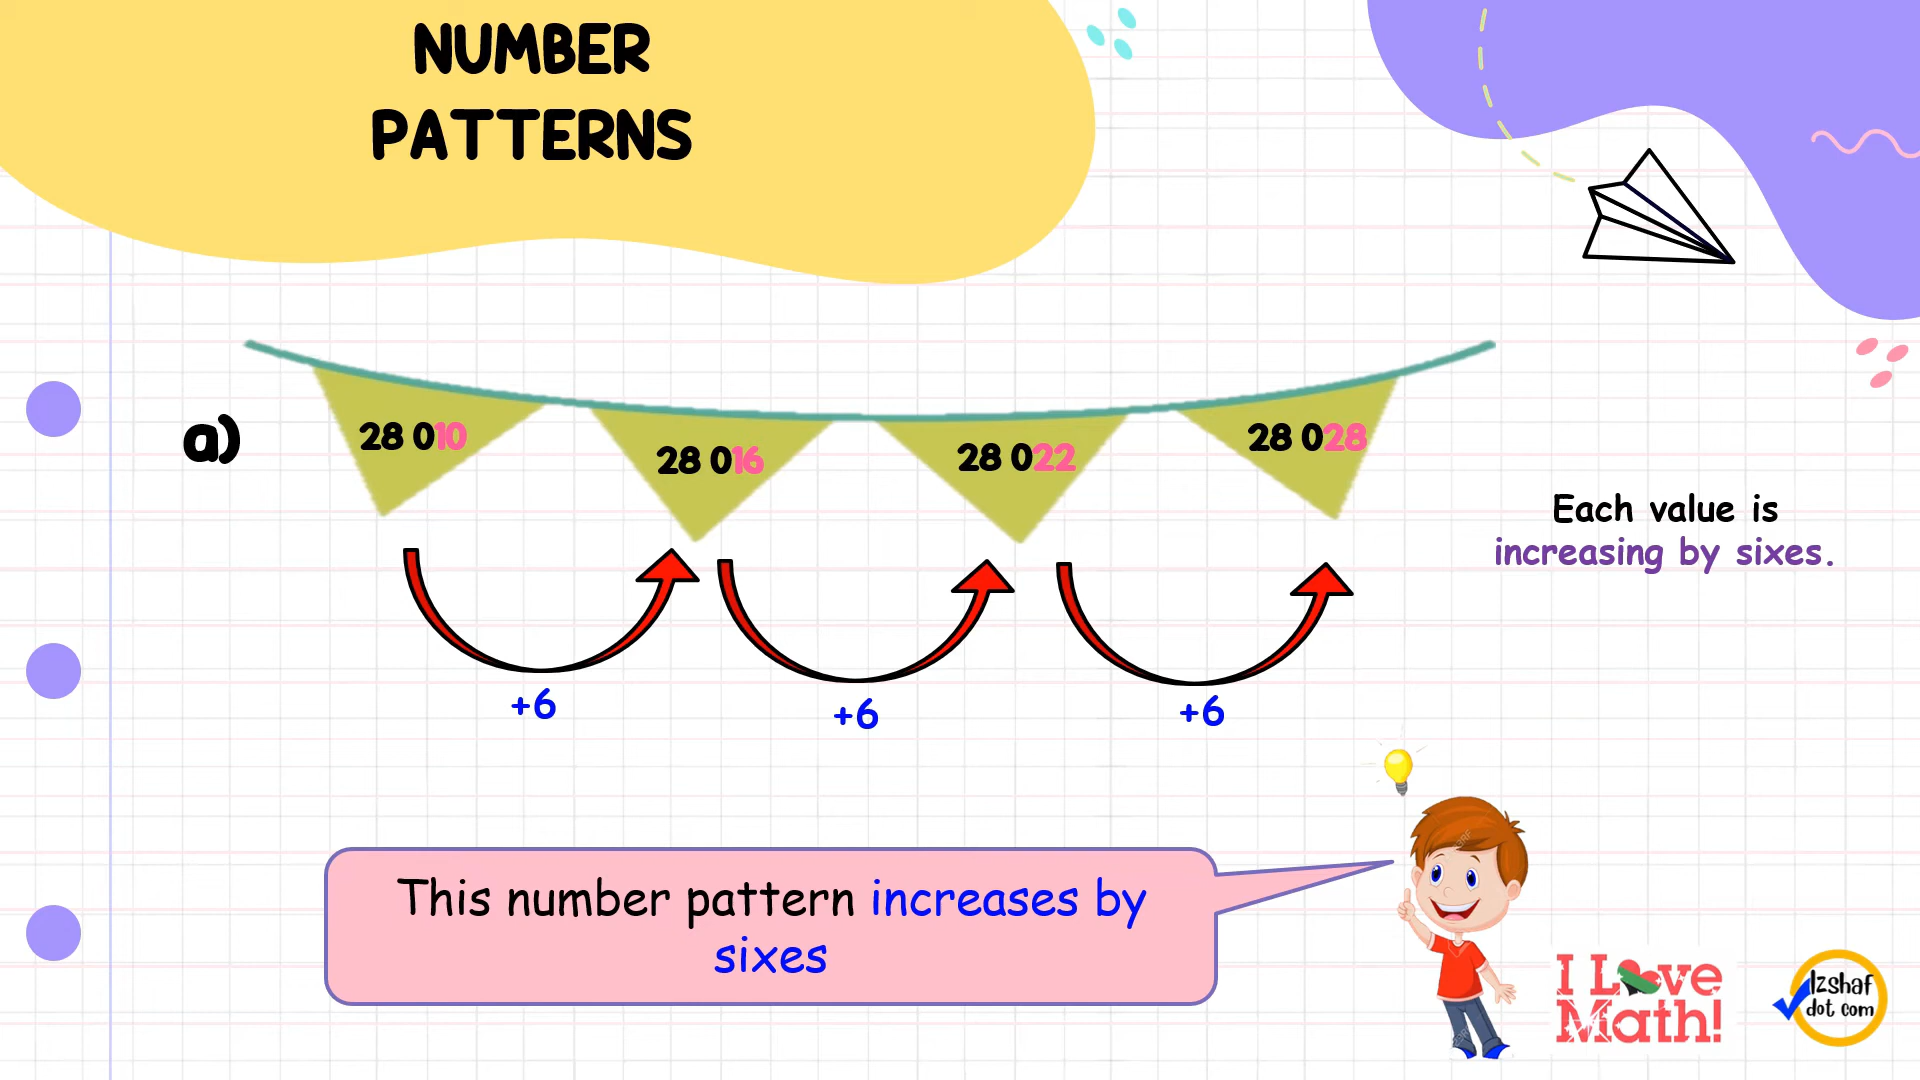 NUMBER
PATTERNS
a)
28 010
28 016
28 022
28 028
Each value is
increasing by sixes.
+6
+6
+6
This number pattern increases by
sixes
I Love
Math!
Izshaf
dot com